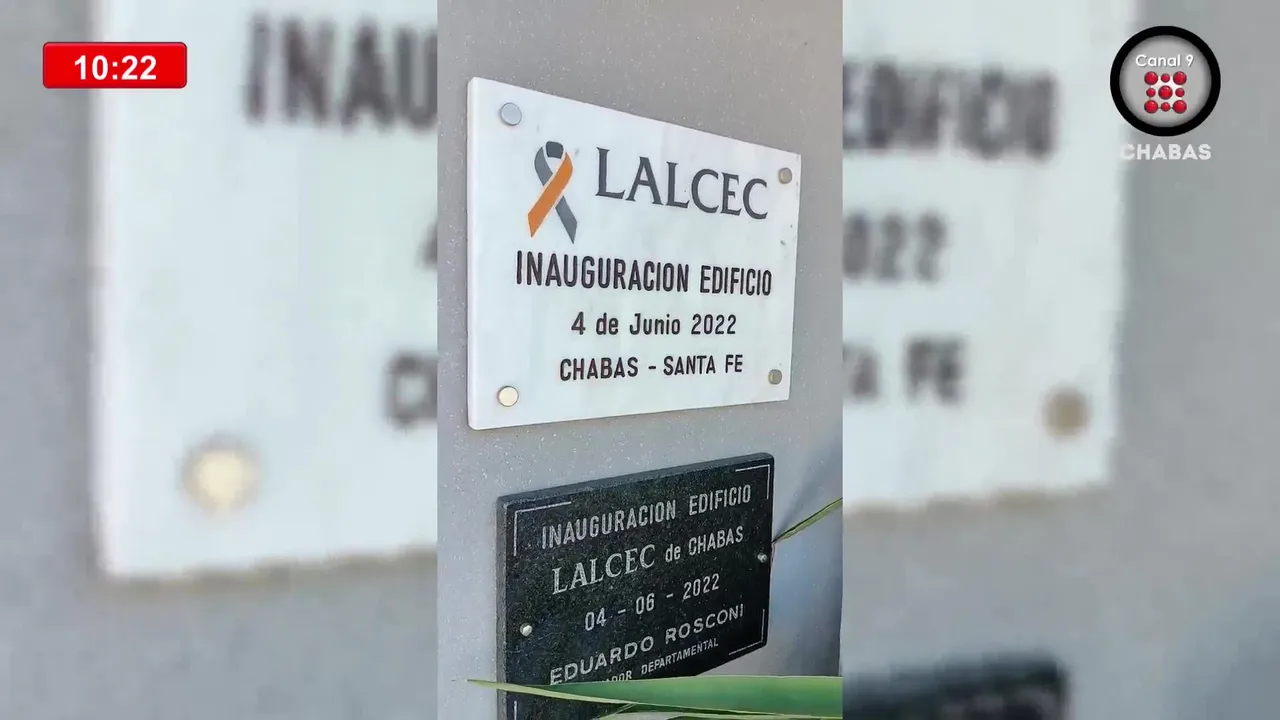 10:22
Canal 9
CHABAS
LALCEC
INAUGURACION EDIFICIO
4 de Junio 2022
CHABAS - SANTA FE
INAUGURACION EDIFICIO
LALCEC de CHABAS
04 - 06 - 2022
EDUARDO ROSCONI
DEPARTAMENTAL